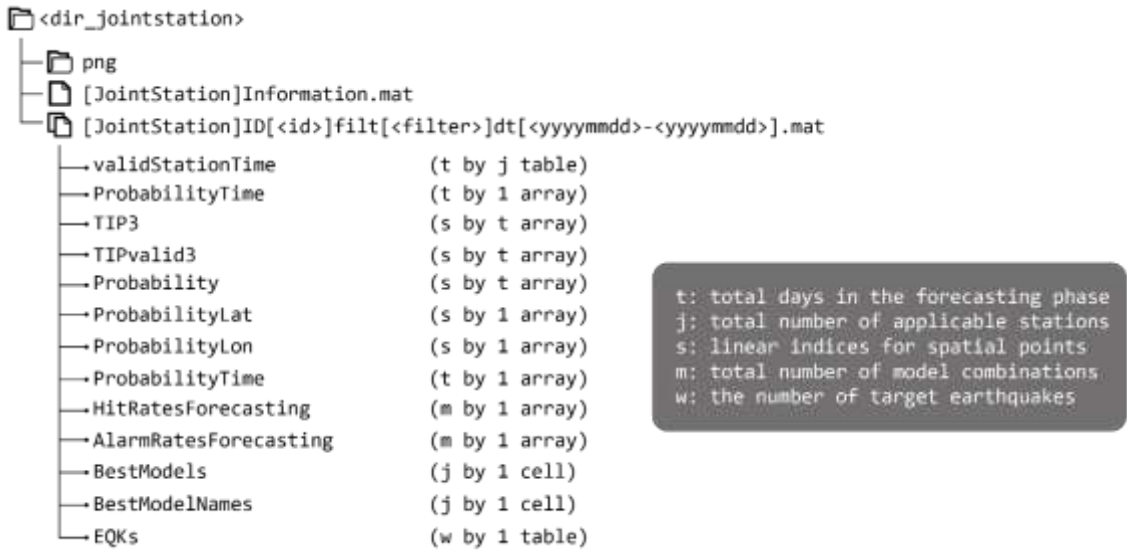 <dir_jointstation>
png
[JointStation]Information.mat
[JointStation]ID[<id>]filt[<filter>]dt[<yyyymmdd>-<yyyymmdd>].mat
validStationTime (t by j table)
ProbabilityTime (t by 1 array)
TIP3 (s by t array)
TIPvalid3 (s by t array)
Probability (s by t array)
ProbabilityLat (s by 1 array)
ProbabilityLon (s by 1 array)
ProbabilityTime (t by 1 array)
HitRatesForecasting (m by 1 array)
AlarmRatesForecasting (m by 1 array)
BestModels (j by 1 cell)
BestModelNames (j by 1 cell)
EQKs (w by 1 table)
t: total days in the forecasting phase
j: total number of applicable stations
s: linear indices for spatial points
m: total number of model combinations
w: the number of target earthquakes